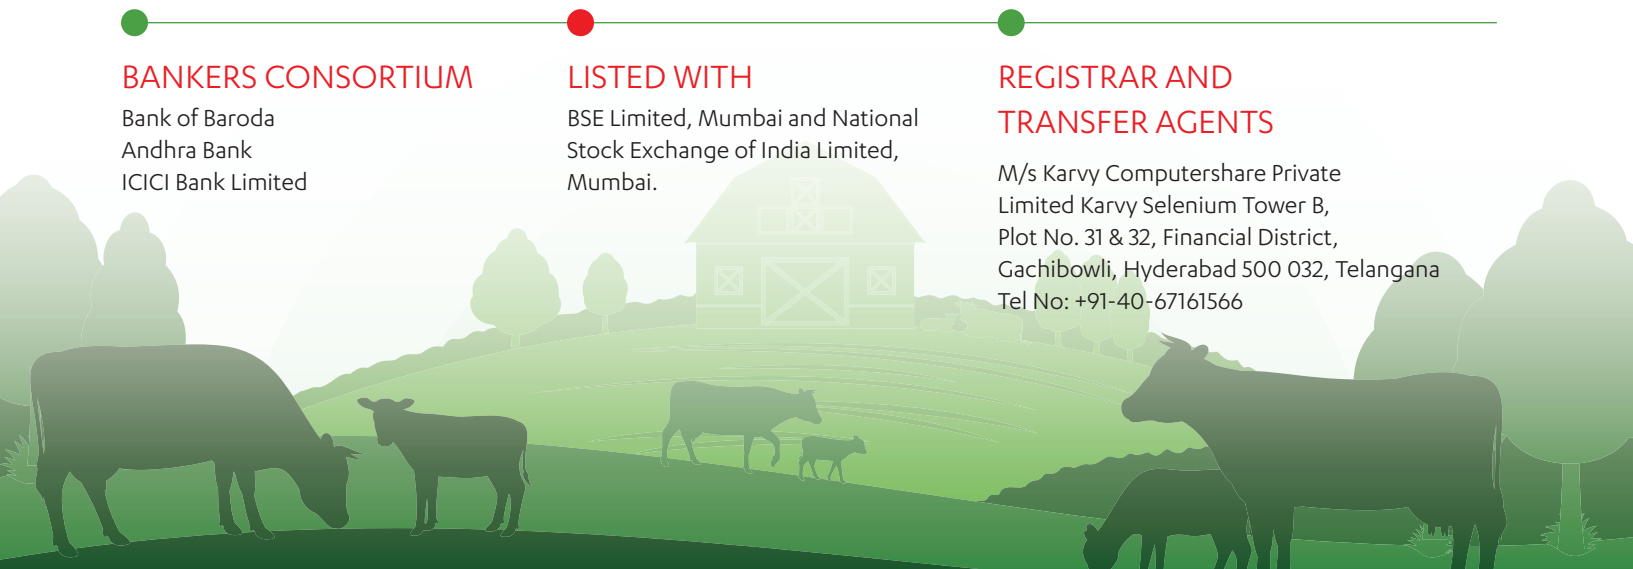 BANKERS CONSORTIUM
Bank of Baroda
Andhra Bank
ICICI Bank Limited
LISTED WITH
BSE Limited, Mumbai and National
Stock Exchange of India Limited,
Mumbai.
REGISTRAR AND
TRANSFER AGENTS
M/s Karvy Computershare Private
Limited Karvy Selenium Tower B,
Plot No. 31 & 32, Financial District,
Gachibowli, Hyderabad 500 032, Telangana
Tel No: +91-40-67161566